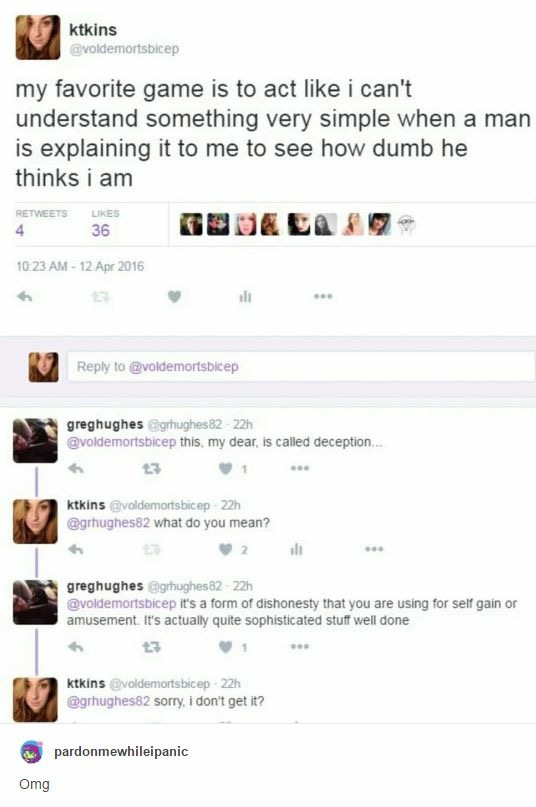 ktkins
@voldemortsbicep
my favorite game is to act like i can't
understand something very simple when a man
is explaining it to me to see how dumb he
thinks i am
RETWEETS LIKES
4 36
10:23 AM - 12 Apr 2016
Reply to @voldemortsbicep
greghughes @grhughes82 · 22h
@voldemortsbicep this, my dear, is called deception...
1
ktkins @voldemortsbicep · 22h
@grhughes82 what do you mean?
2
greghughes @grhughes82 · 22h
@voldemortsbicep it's a form of dishonesty that you are using for self gain or
amusement. It's actually quite sophisticated stuff well done
1
ktkins @voldemortsbicep · 22h
@grhughes82 sorry, i don't get it?
pardonmewhileipanic
Omg